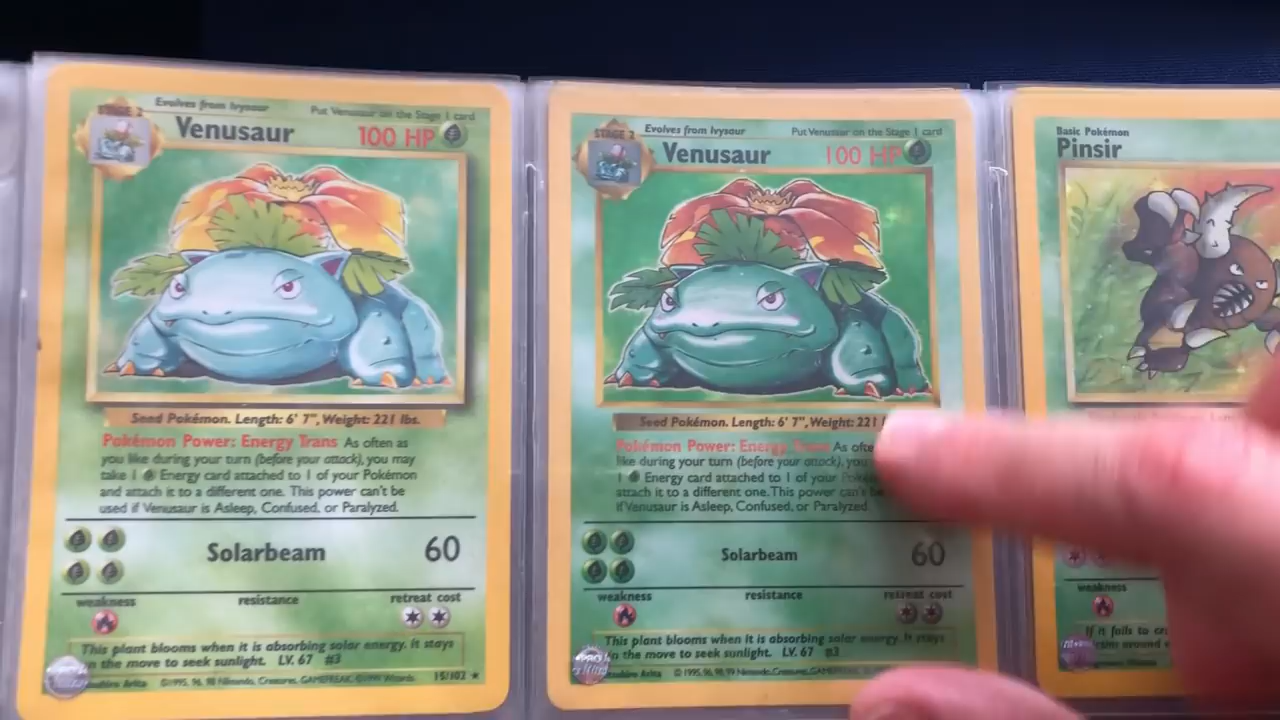 STAGE 2
Evolves from Ivysaur
Put Venusaur on the Stage 1 card
Venusaur
100 HP
Seed Pokémon. Length: 6' 7", Weight: 221 lbs.
Pokémon Power: Energy Trans As often as
you like during your turn (before your attack), you may
take 1 Energy card attached to 1 of your Pokémon
and attach it to a different one. This power can't be
used if Venusaur is Asleep, Confused, or Paralyzed.
Solarbeam
60
weakness
resistance
retreat cost
This plant blooms when it is absorbing solar energy. It stays
on the move to seek sunlight. LV. 67 #3
Arita
©1995, 96, 98 Nintendo, Creatures, GAMEFREAK. ©1999 Wizards.
15/102
STAGE 2
Evolves from Ivysaur
Put Venusaur on the Stage 1 card
Venusaur
100 HP
Seed Pokémon. Length: 6' 7", Weight: 221
Pokémon Power: Energy Trans As
like during your turn (before your attack), you
1 Energy card attached to 1 of your
attach it to a different one. This power can't
if Venusaur is Asleep, Confused, or Paralyzed.
Solarbeam
60
weakness
resistance
retreat cost
This plant blooms when it is absorbing solar energy. It stays
on the move to seek sunlight. LV. 67 #3
Arita
© 1995, 96, 98, 99 Nintendo, Creatures, GAMEFREAK.
Basic Pokémon
Pinsir
weakness
If it fails to
around